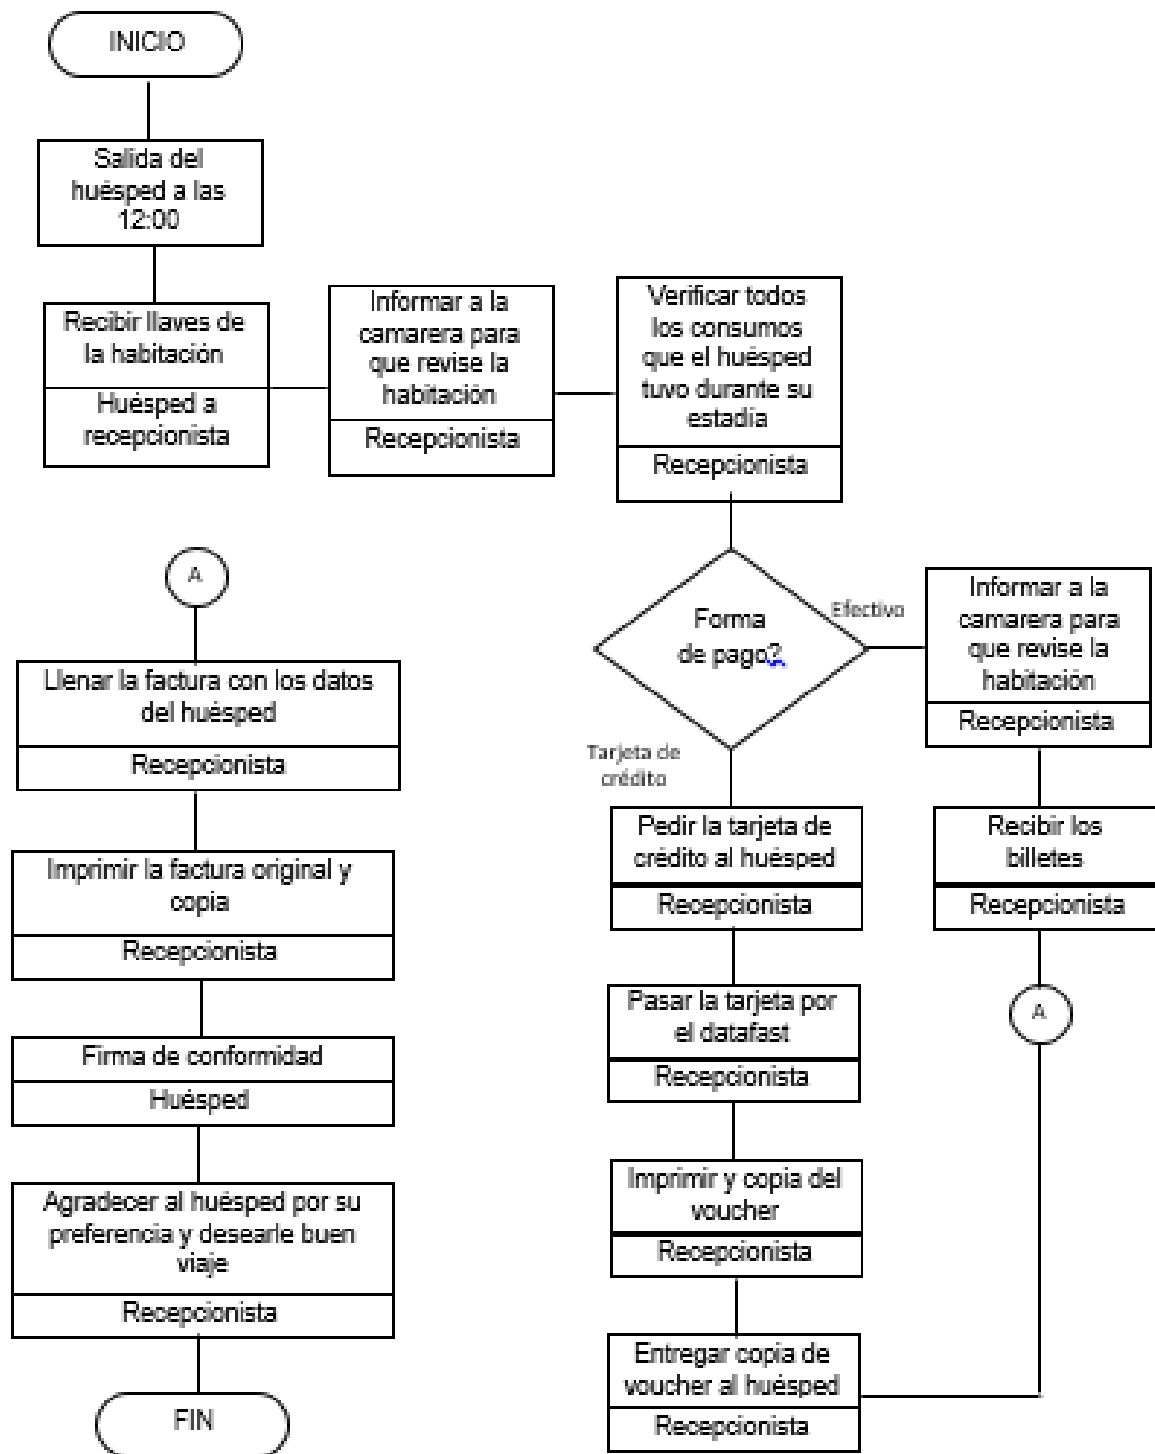 INICIO
Salida del
huésped a las
12:00
Recibir llaves de
la habitación
Huésped a
recepcionista
Informar a la
camarera para
que revise la
habitación
Recepcionista
Verificar todos
los consumos
que el huésped
tuvo durante su
estadía
Recepcionista
Forma
de pago?
Efectivo
Informar a la
camarera para
que revise la
habitación
Recepcionista
Recibir los
billetes
Recepcionista
A
Tarjeta de
crédito
Pedir la tarjeta de
crédito al huésped
Recepcionista
Pasar la tarjeta por
el datafast
Recepcionista
Imprimir y copia del
voucher
Recepcionista
Entregar copia de
voucher al huésped
Recepcionista
A
Llenar la factura con los datos
del huésped
Recepcionista
Imprimir la factura original y
copia
Recepcionista
Firma de conformidad
Huésped
Agradecer al huésped por su
preferencia y desearle buen
viaje
Recepcionista
FIN